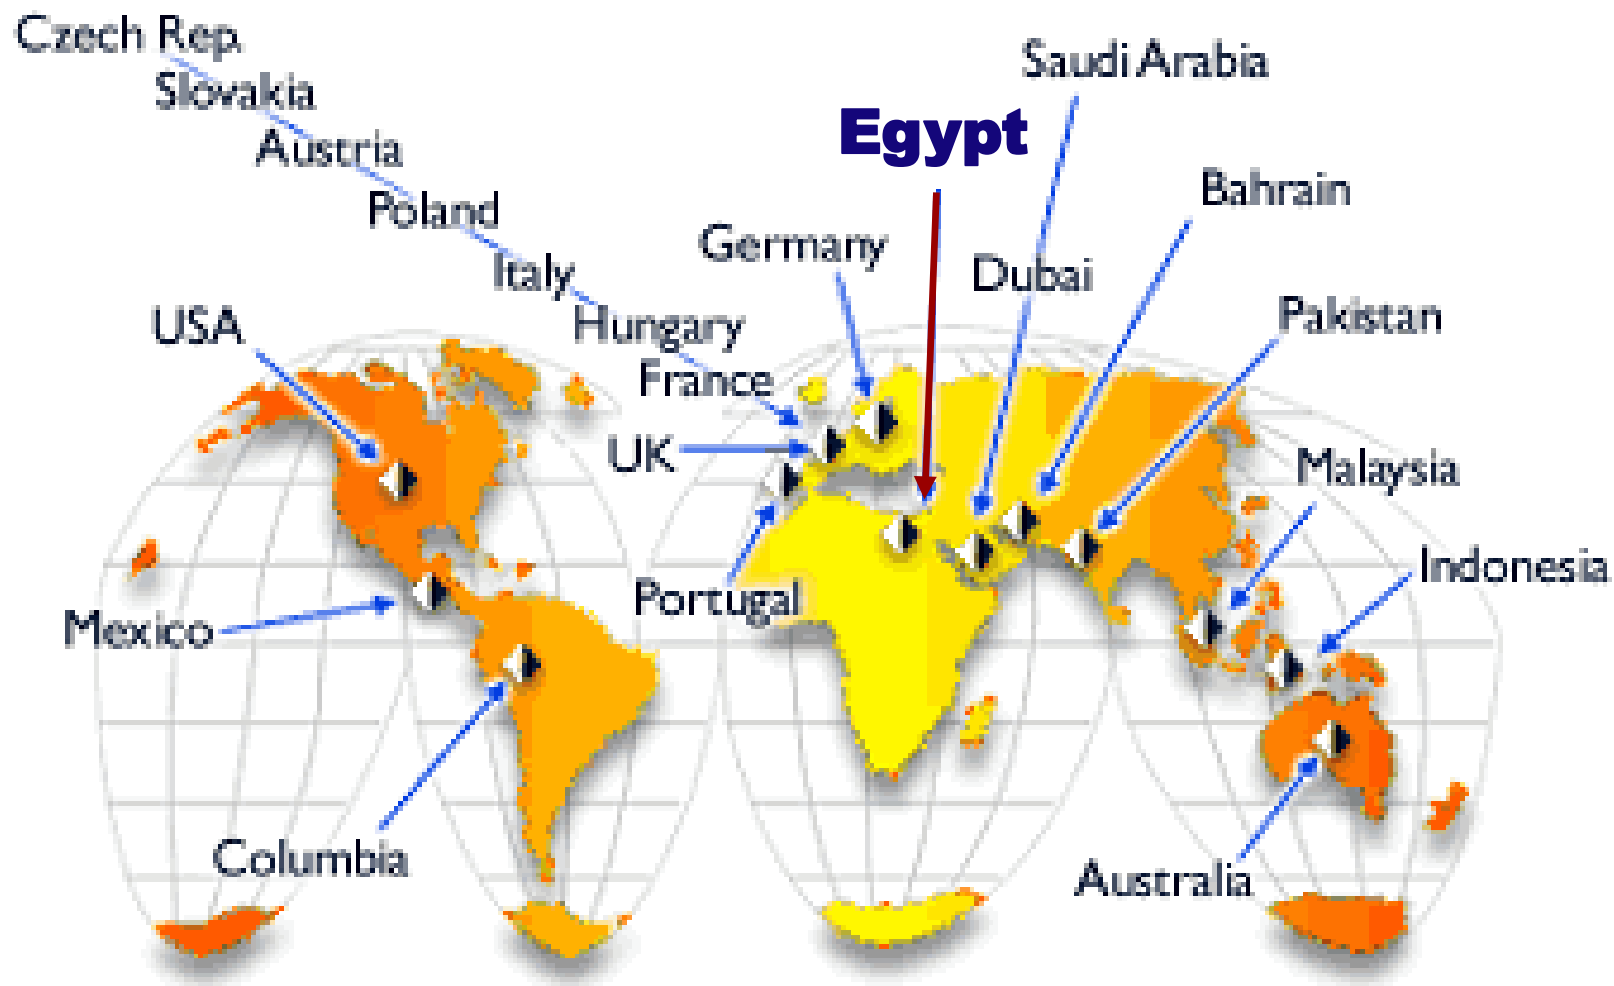 Czech Rep.
Saudi Arabia
Slovakia
Egypt
Austria
Bahrain
Poland
Germany
Italy
Dubai
USA
Hungary
Pakistan
France
UK
Malaysia
Indonesia
Portugal
Mexico
Columbia
Australia